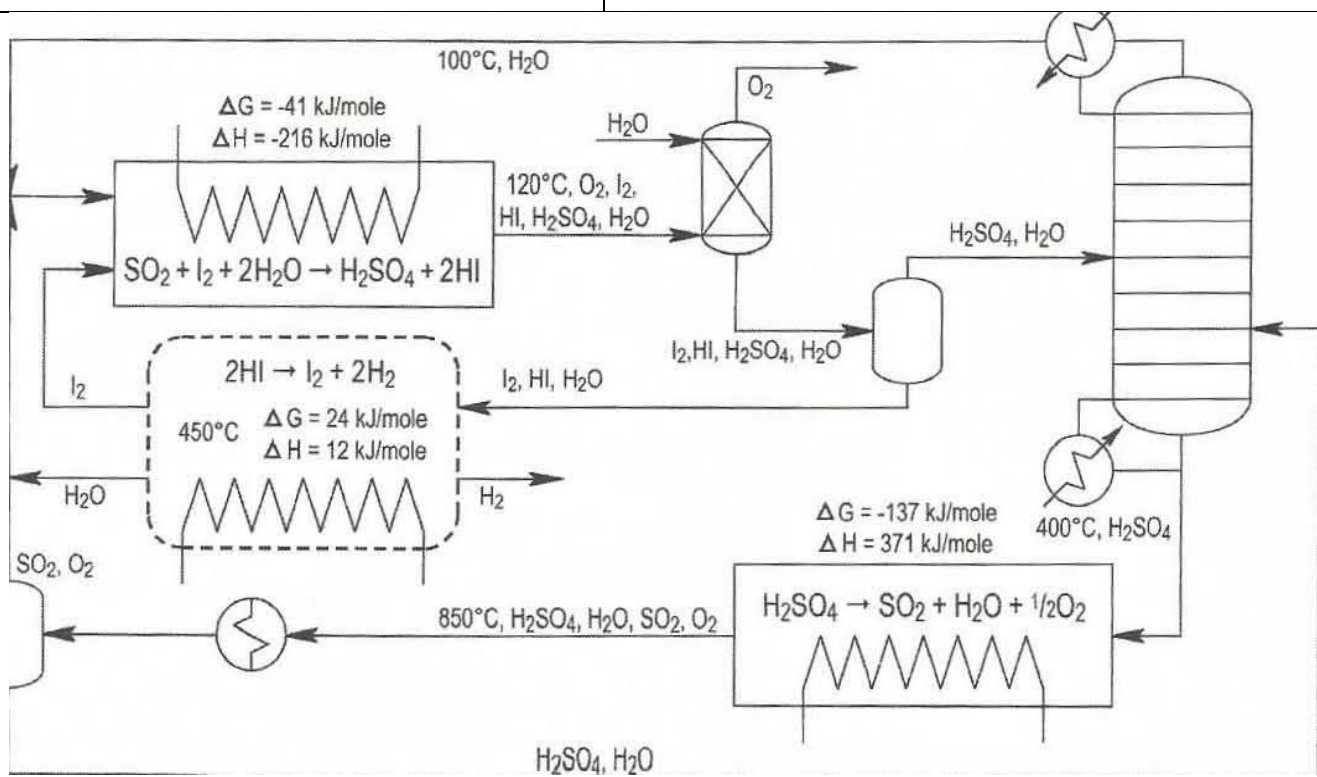 100°C, H₂O
ΔG = -41 kJ/mole
ΔH = -216 kJ/mole
O₂
H₂O
120°C, O₂, I₂,
HI, H₂SO₄, H₂O
SO₂ + I₂ + 2H₂O → H₂SO₄ + 2HI
H₂SO₄, H₂O
I₂,HI, H₂SO₄, H₂O
2HI → I₂ + 2H₂
I₂
I₂, HI, H₂O
450°C
ΔG = 24 kJ/mole
ΔH = 12 kJ/mole
H₂O
H₂
ΔG = -137 kJ/mole
ΔH = 371 kJ/mole
400°C, H₂SO₄
SO₂, O₂
H₂SO₄ → SO₂ + H₂O + ½O₂
850°C, H₂SO₄, H₂O, SO₂, O₂
H₂SO₄, H₂O